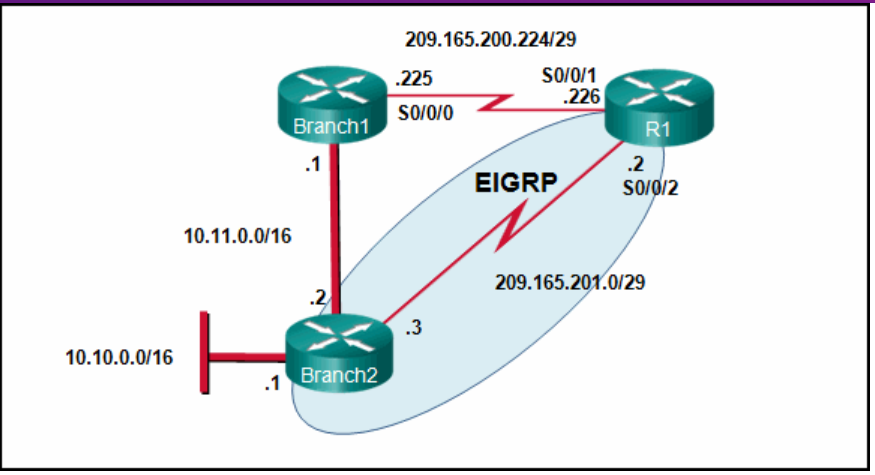 209.165.200.224/29
.225
S0/0/1
.226
S0/0/0
Branch1
R1
.1
.2
S0/0/2
EIGRP
10.11.0.0/16
209.165.201.0/29
.2
.3
10.10.0.0/16
.1
Branch2